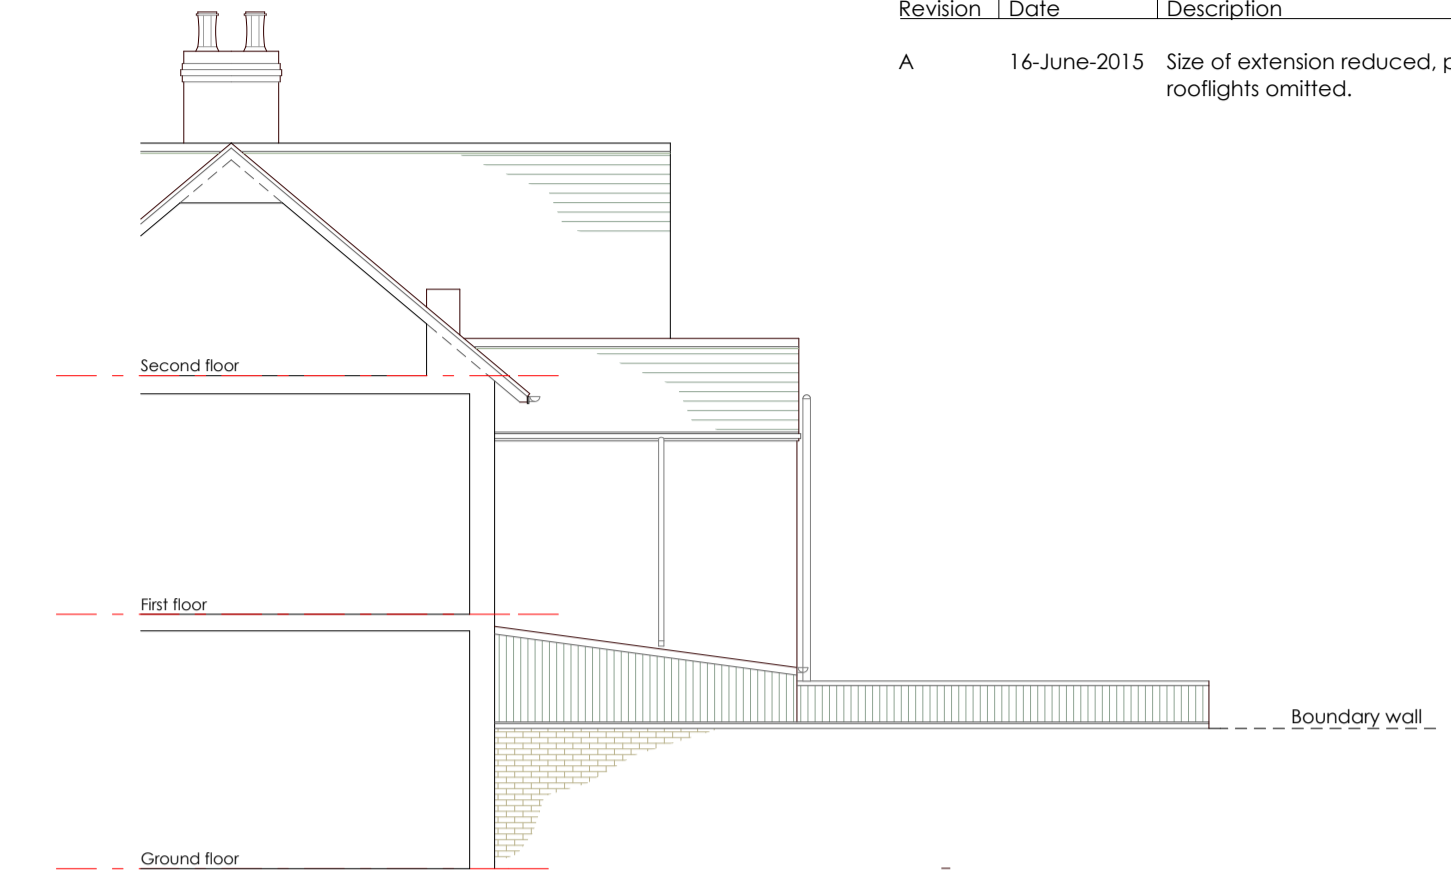 Revision Date Description
A 16-June-2015 Size of extension reduced,
rooflights omitted.
Second floor
First floor
Boundary wall
Ground floor